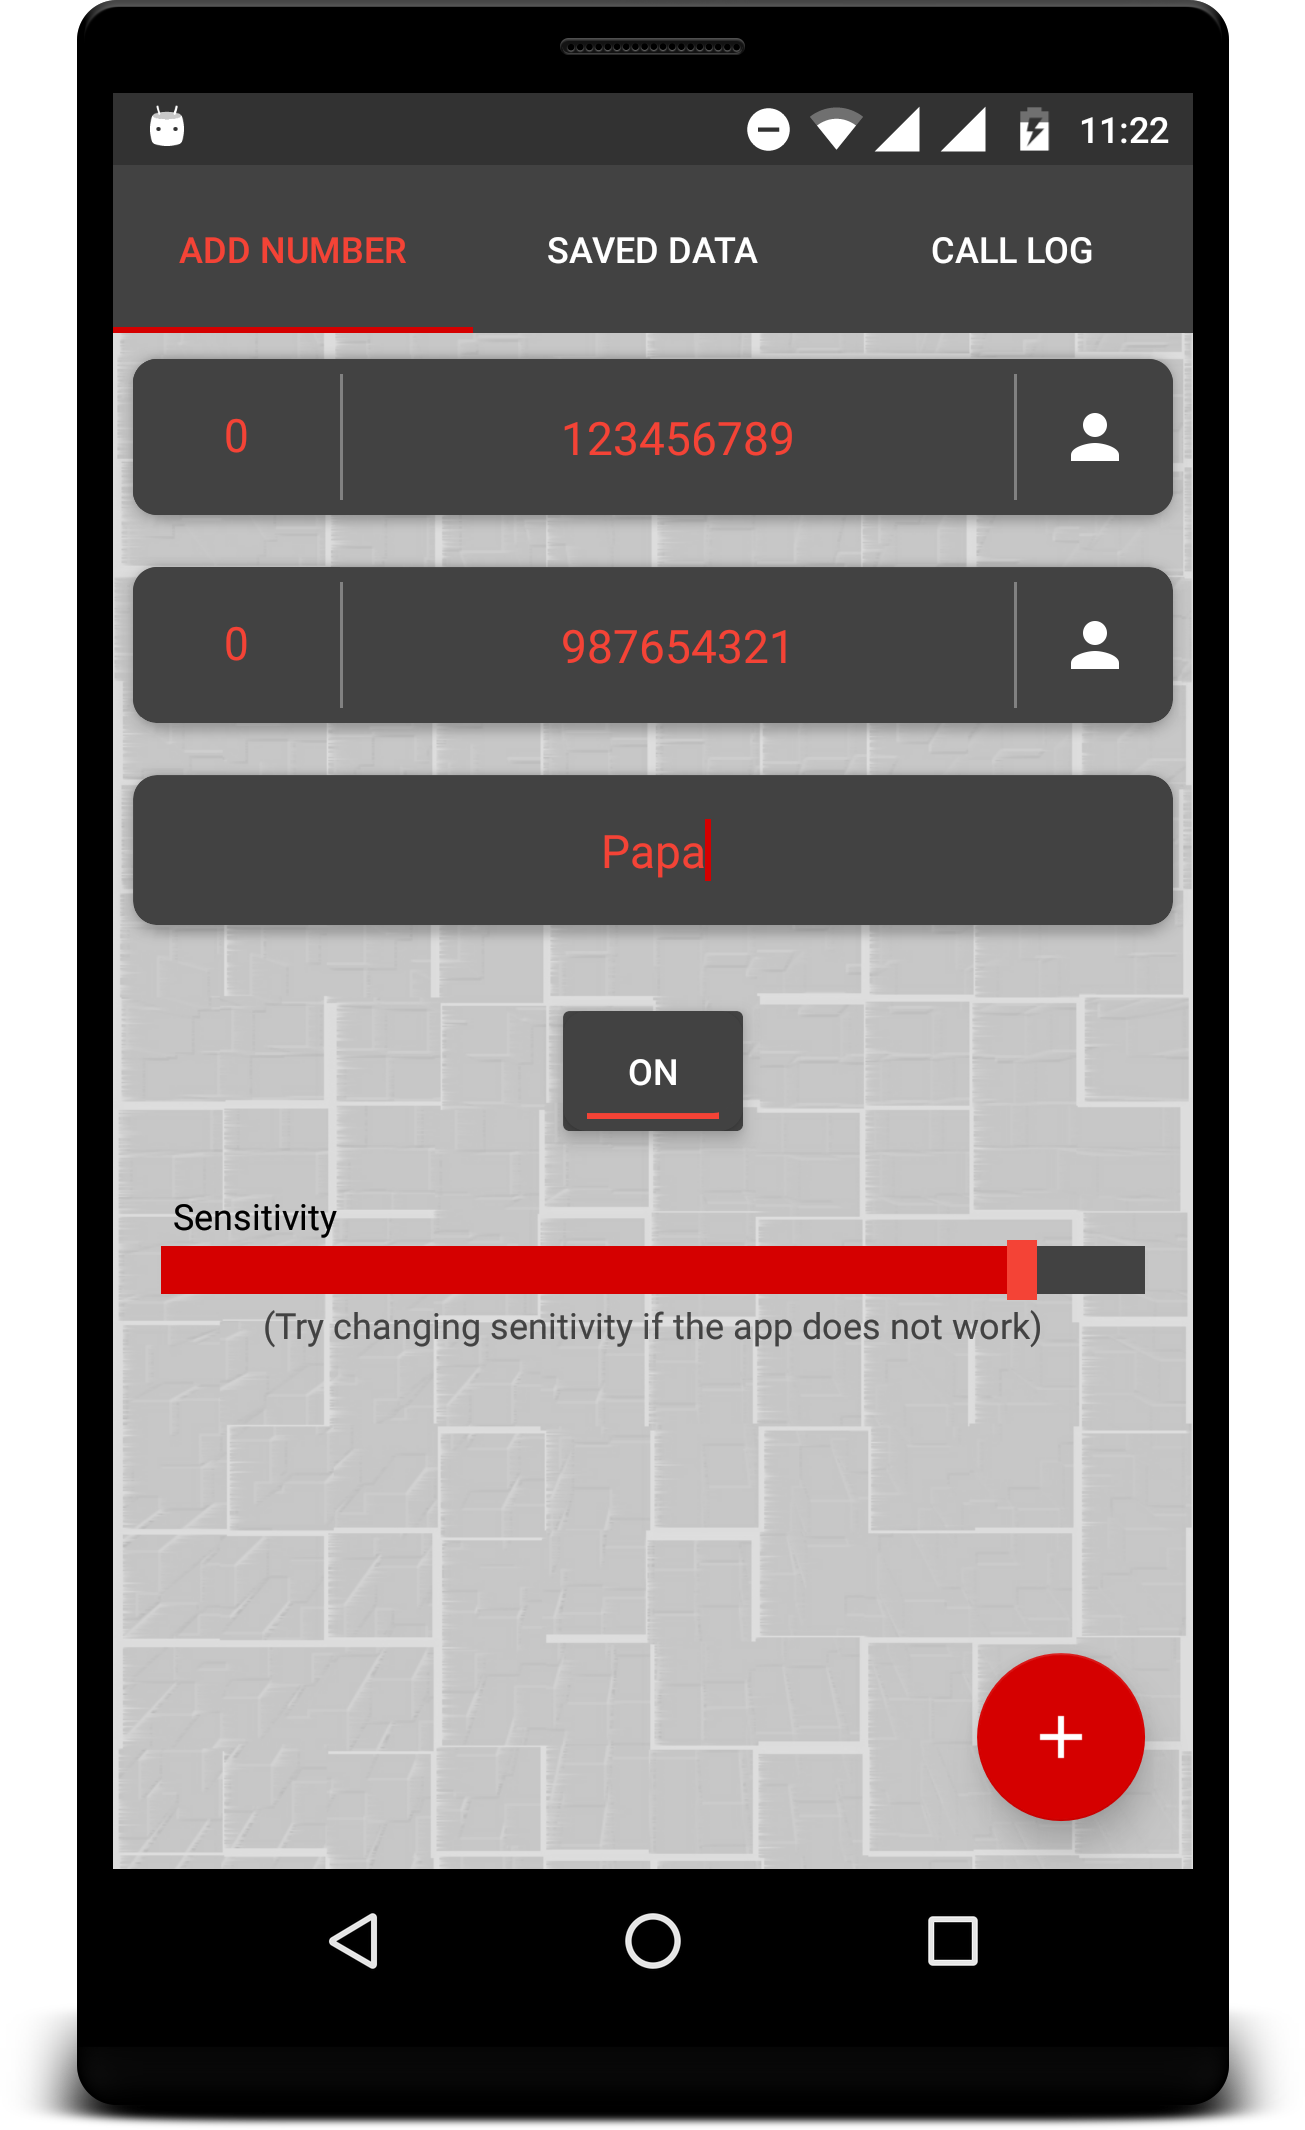 11:22
ADD NUMBER SAVED DATA CALL LOG
0 123456789
0 987654321
Papa
ON
Sensitivity
(Try changing senitivity if the app does not work)